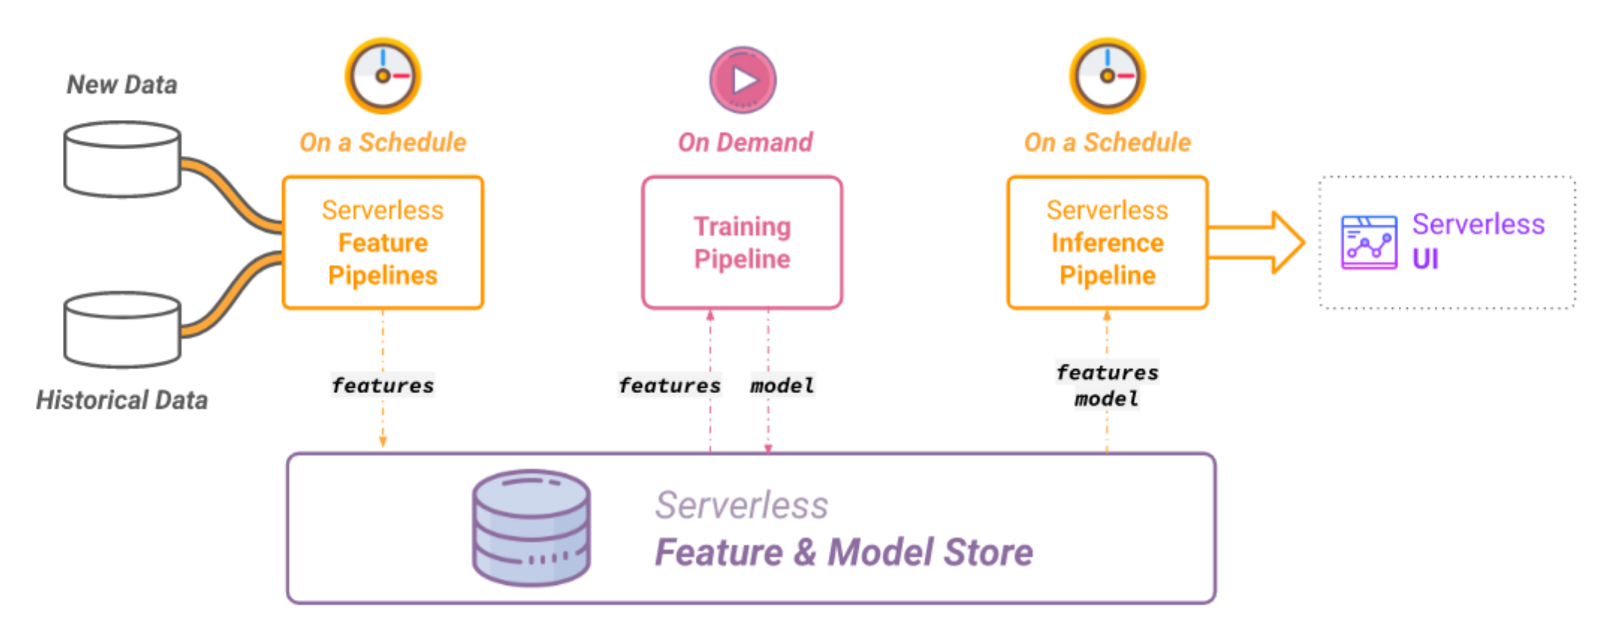 New Data
Historical Data
On a Schedule
Serverless
Feature
Pipelines
features
On Demand
Training
Pipeline
features
model
On a Schedule
Serverless
Inference
Pipeline
features
model
Serverless
UI
Serverless
Feature & Model Store